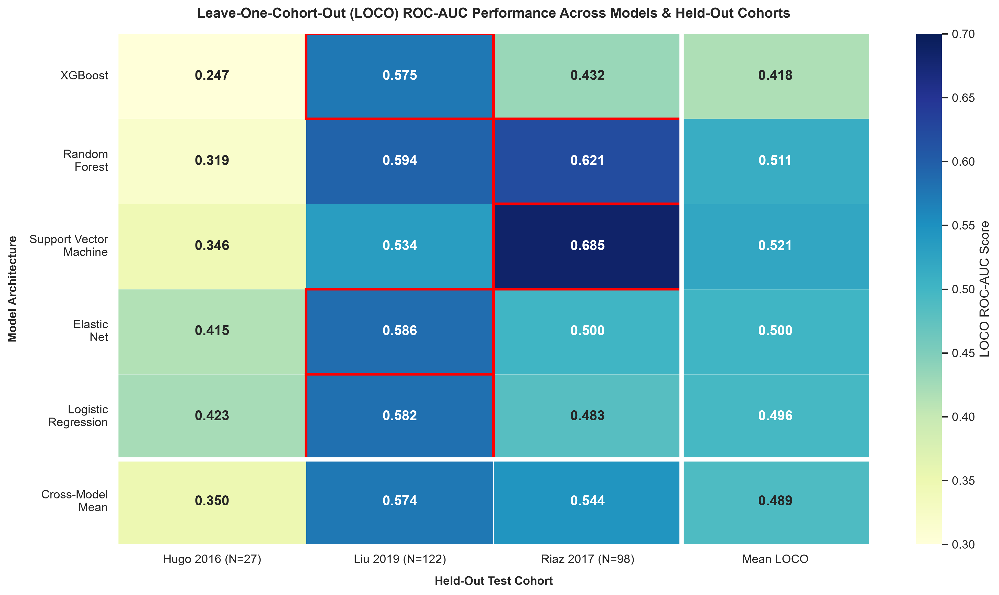 Leave-One-Cohort-Out (LOCO) ROC-AUC Performance Across Models & Held-Out Cohorts
Model Architecture
XGBoost
0.247
0.575
0.432
0.418
Random
Forest
0.319
0.594
0.621
0.511
Support Vector
Machine
0.346
0.534
0.685
0.521
Elastic
Net
0.415
0.586
0.500
0.500
Logistic
Regression
0.423
0.582
0.483
0.496
Cross-Model
Mean
0.350
0.574
0.544
0.489
Hugo 2016 (N=27)
Liu 2019 (N=122)
Riaz 2017 (N=98)
Mean LOCO
Held-Out Test Cohort
0.70
0.65
0.60
0.55
0.50
0.45
0.40
0.35
0.30
LOCO ROC-AUC Score